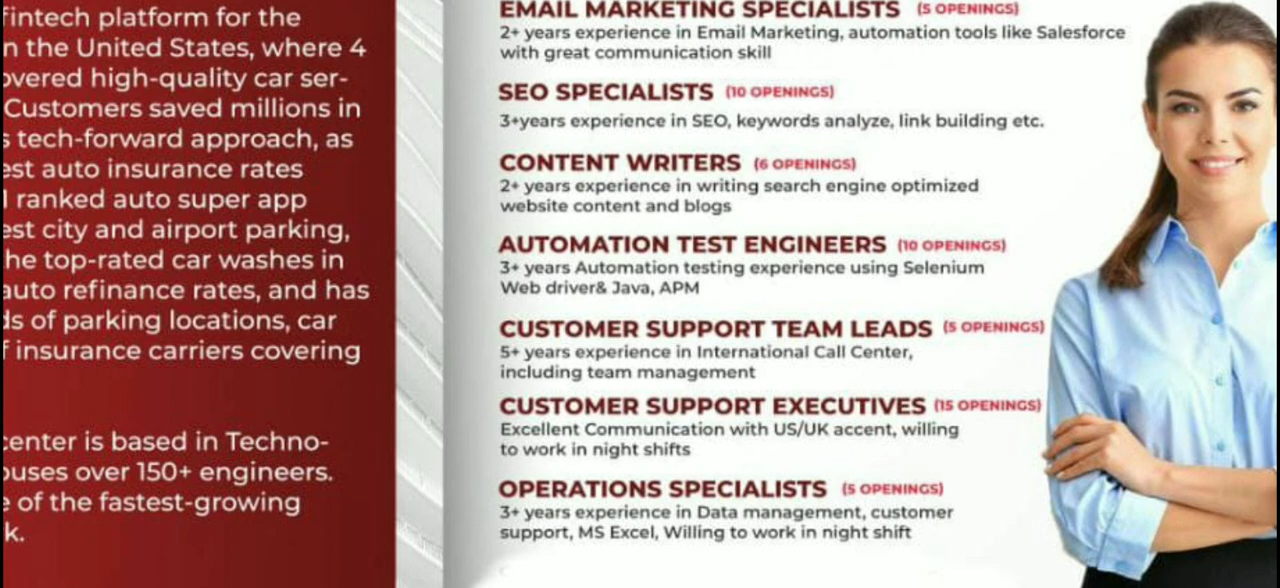 fintech platform for the
n the United States, where 4
overed high-quality car ser-
Customers saved millions in
s tech-forward approach, as
est auto insurance rates
ranked auto super app
est city and airport parking,
he top-rated car washes in
auto refinance rates, and has
ds of parking locations, car
f insurance carriers covering
center is based in Techno-
ouses over 150+ engineers.
e of the fastest-growing
k.
EMAIL MARKETING SPECIALISTS (5 OPENINGS)
2+ years experience in Email Marketing, automation tools like Salesforce
with great communication skill
SEO SPECIALISTS (10 OPENINGS)
3+years experience in SEO, keywords analyze, link building etc.
CONTENT WRITERS (6 OPENINGS)
2+ years experience in writing search engine optimized
website content and blogs
AUTOMATION TEST ENGINEERS (10 OPENINGS)
3+ years Automation testing experience using Selenium
Web driver& Java, APM
CUSTOMER SUPPORT TEAM LEADS (5 OPENINGS)
5+ years experience in International Call Center,
including team management
CUSTOMER SUPPORT EXECUTIVES (15 OPENINGS)
Excellent Communication with US/UK accent, willing
to work in night shifts
OPERATIONS SPECIALISTS (5 OPENINGS)
3+ years experience in Data management, customer
support, MS Excel, Willing to work in night shift